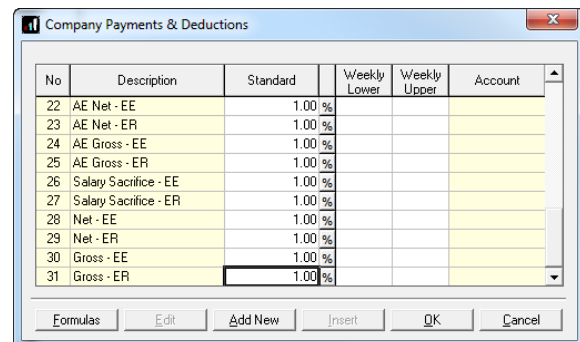 Company Payments & Deductions
No Description Standard Weekly Lower Weekly Upper Account
22 AE Net - EE 1.00 %
23 AE Net - ER 1.00 %
24 AE Gross - EE 1.00 %
25 AE Gross - ER 1.00 %
26 Salary Sacrifice - EE 1.00 %
27 Salary Sacrifice - ER 1.00 %
28 Net - EE 1.00 %
29 Net - ER 1.00 %
30 Gross - EE 1.00 %
31 Gross - ER 1.00 %
Formulas Edit Add New Insert OK Cancel